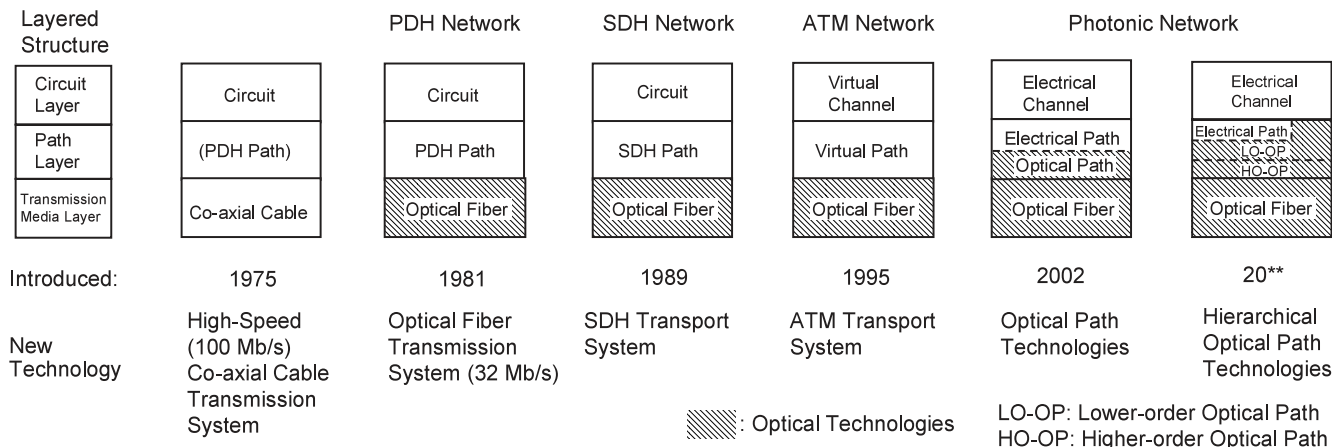 Layered Structure
PDH Network
SDH Network
ATM Network
Photonic Network
Circuit Layer
Circuit
Circuit
Circuit
Virtual Channel
Electrical Channel
Electrical Channel
Path Layer
(PDH Path)
PDH Path
SDH Path
Virtual Path
Electrical Path
Optical Path
Electrical Path
LO-OP
HO-OP
Transmission Media Layer
Co-axial Cable
Optical Fiber
Optical Fiber
Optical Fiber
Optical Fiber
Optical Fiber
Introduced:
1975
1981
1989
1995
2002
20**
New Technology
High-Speed (100 Mb/s) Co-axial Cable Transmission System
Optical Fiber Transmission System (32 Mb/s)
SDH Transport System
ATM Transport System
Optical Path Technologies
Hierarchical Optical Path Technologies
: Optical Technologies
LO-OP: Lower-order Optical Path
HO-OP: Higher-order Optical Path